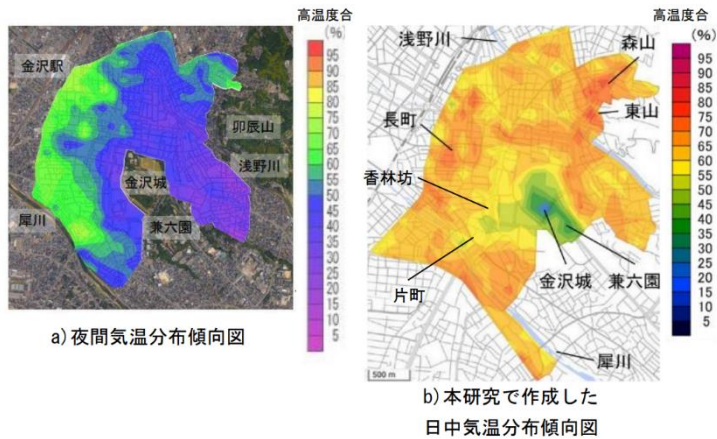 高温度合
(%)
95
90
85
80
75
70
65
60
55
50
45
40
35
30
25
20
15
10
5
金沢駅
卯辰山
浅野川
金沢城
兼六園
犀川
a)夜間気温分布傾向図
高温度合
(%)
95
90
85
80
75
70
65
60
55
50
45
40
35
30
25
20
15
10
5
浅野川
森山
東山
長町
香林坊
片町
金沢城
兼六園
犀川
500 m
b)本研究で作成した
日中気温分布傾向図